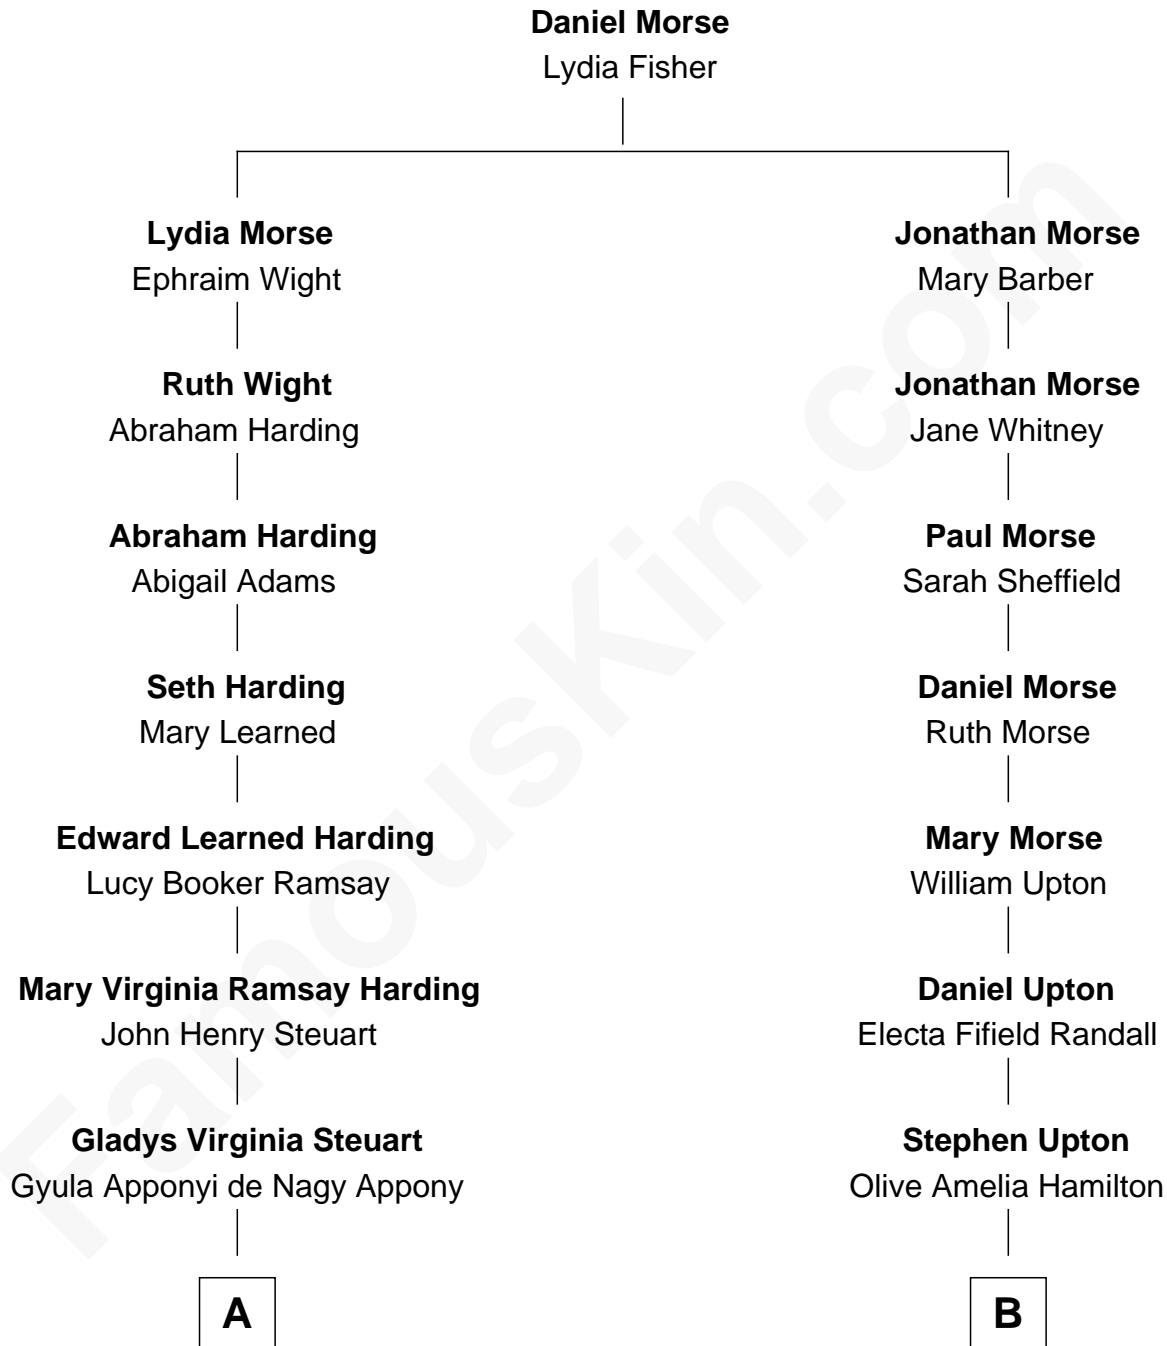 Daniel Morse
Lydia Fisher
Lydia Morse
Ephraim Wight
Jonathan Morse
Mary Barber
Ruth Wight
Abraham Harding
Jonathan Morse
Jane Whitney
Abraham Harding
Abigail Adams
Paul Morse
Sarah Sheffield
Seth Harding
Mary Learned
Daniel Morse
Ruth Morse
Edward Learned Harding
Lucy Booker Ramsay
Mary Morse
William Upton
Mary Virginia Ramsay Harding
John Henry Steuart
Daniel Upton
Electa Fifield Randall
Gladys Virginia Steuart
Gyula Apponyi de Nagy Appony
Stephen Upton
Olive Amelia Hamilton
A
B
FamousKin.com